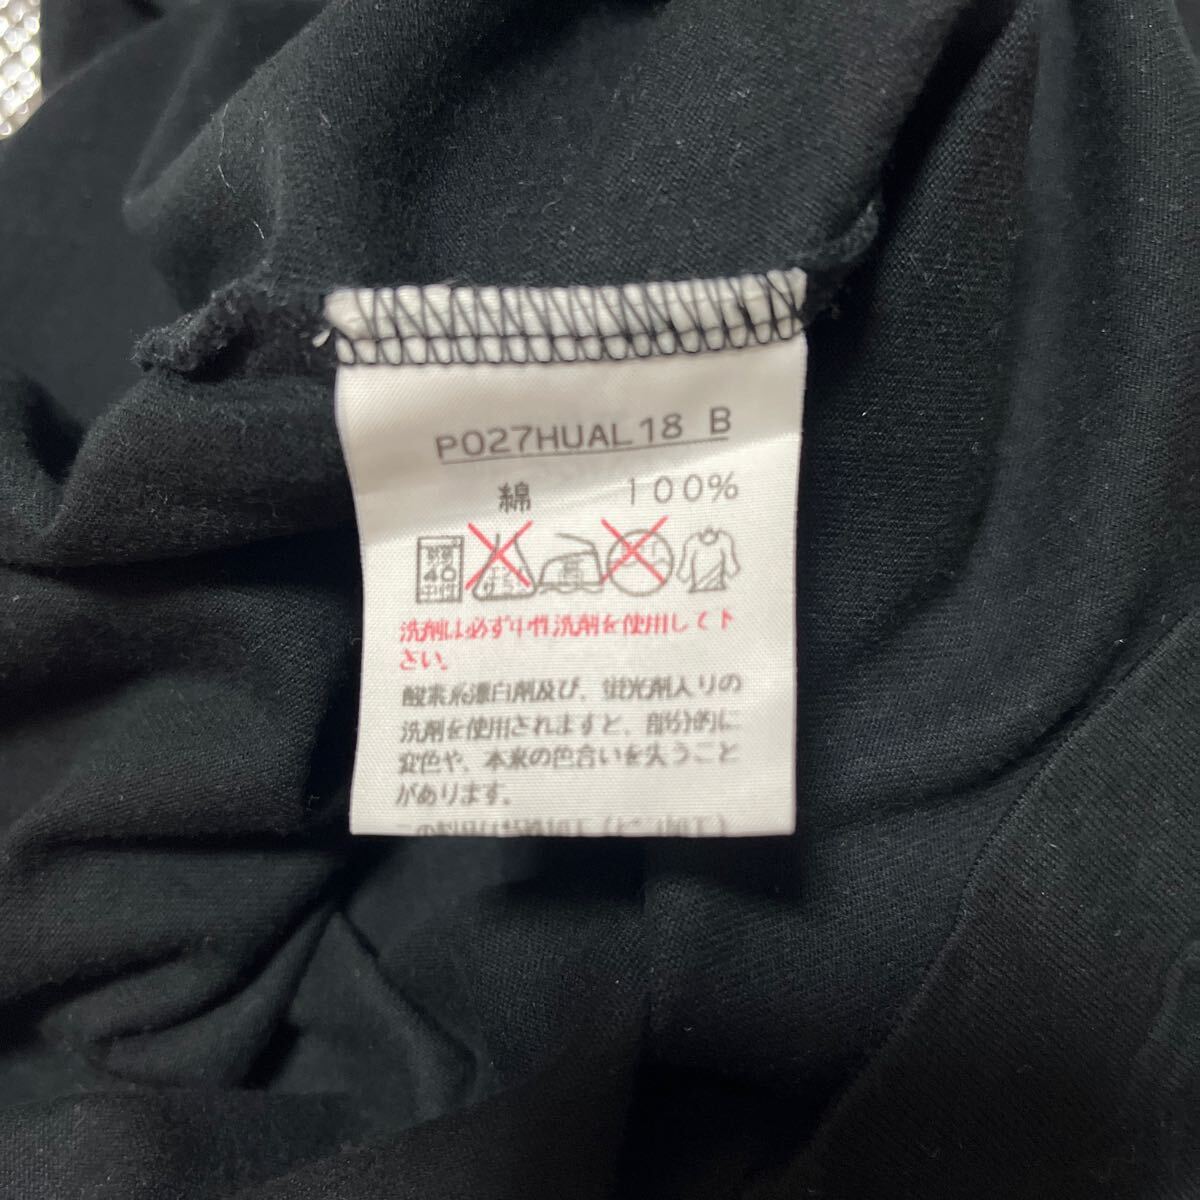 P027HUAL18 B
綿 100%
40
中性
洗剤は必ず中性洗剤を使用して下
さい。
酸素系漂白剤及び、蛍光剤入りの
洗剤を使用されますと、部分的に
変色や、本来の色合いを失うこと
があります。